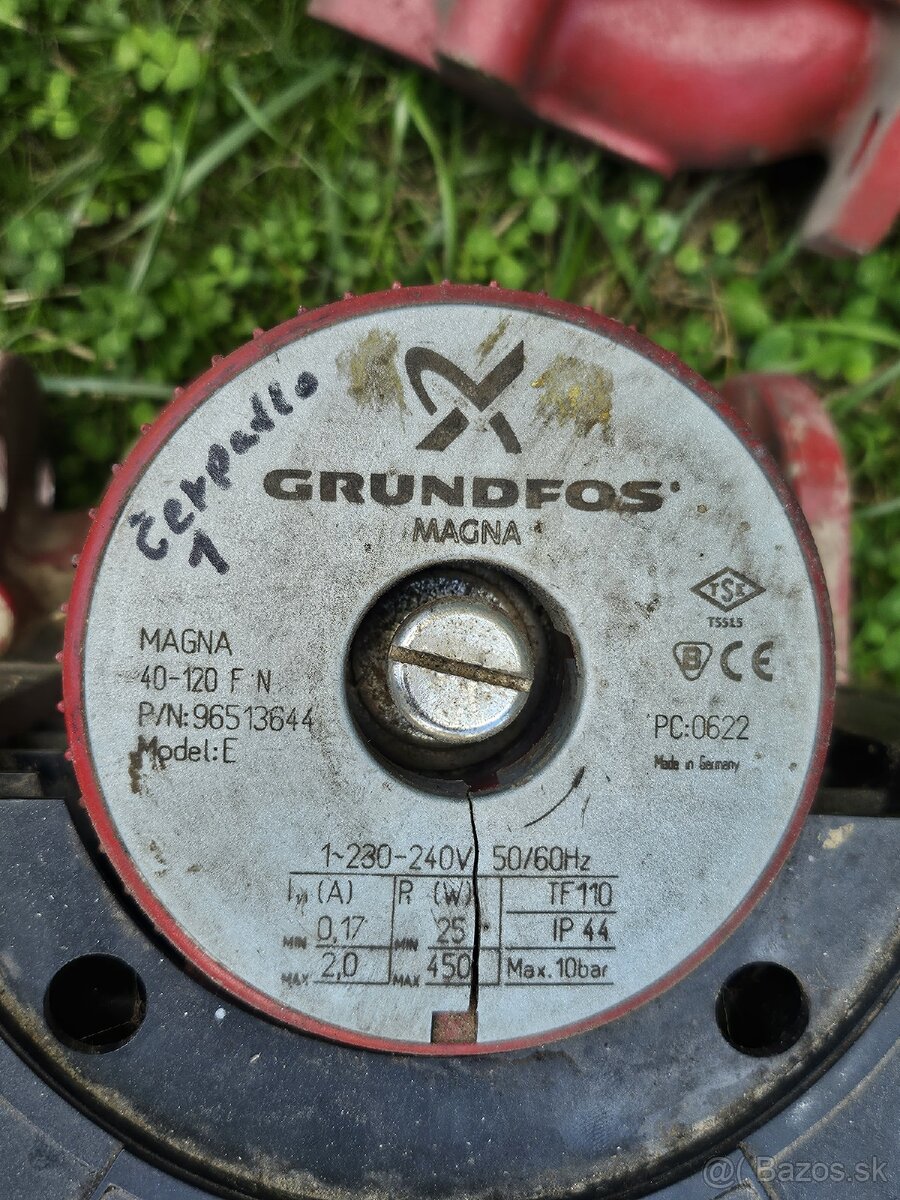 čerpadlo
1
GRUNDFOS
MAGNA
TSE
TS515
MAGNA
40-120 F N
P/N:96513644
Model:E
B CE
PC:0622
Made in Germany
1~230-240V 50/60Hz
I1/1 (A) P1 (W) TF110
MIN 0,17 MIN 25 IP 44
MAX 2,0 MAX 450 Max.10bar
@ Bazos.sk